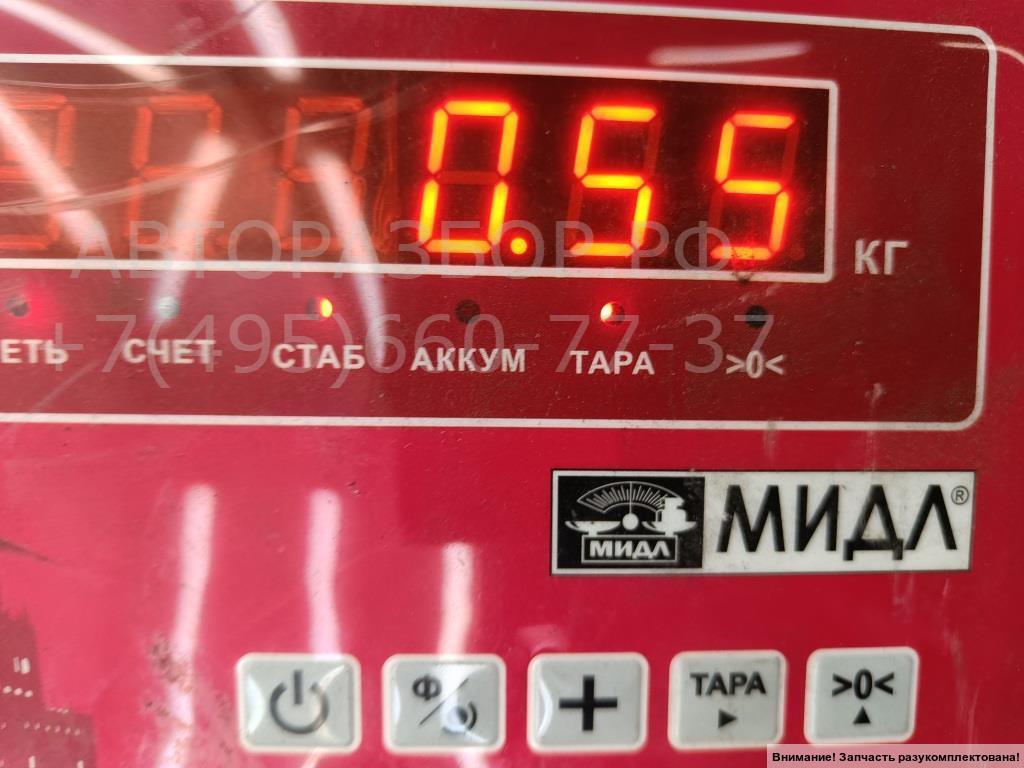 0.55
КГ
АВТОРАЗБОР.РФ
+7(495)660-77-37
ЕТЬ СЧЕТ СТАБ АККУМ ТАРА >0<
МИДЛ МИДЛ®
Ф ТАРА >0<
Внимание! Запчасть разукомплектована!